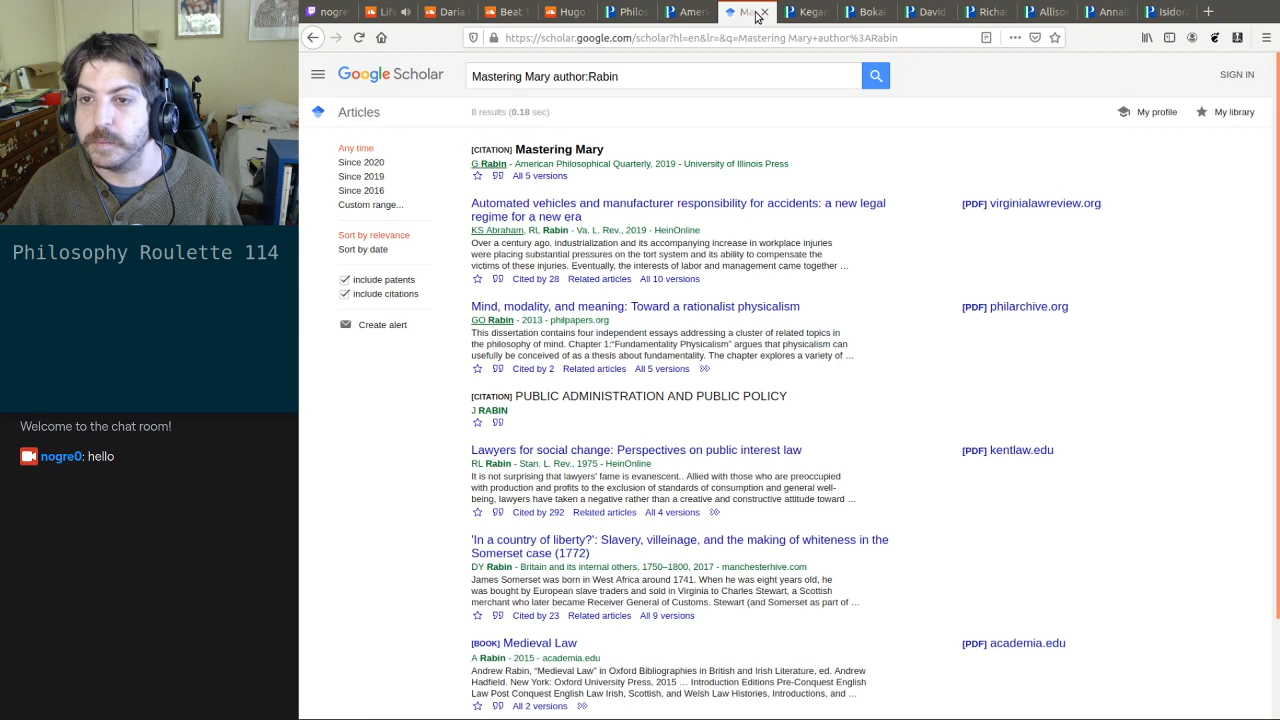 nogre
Scholar
Daria
Beat T
Hugo
Amer
Ma
Kegan
Boka
David
Richa
Allison
Annal
Isidor
https://scholar.google.com/scholar?hl=en&lr=&q=Mastering Mary+author%3ARabin
Google Scholar
Mastering Mary author:Rabin
SIGN IN
Articles
8 results (0.18 sec)
My profile
My library
Any time
Since 2020
Since 2019
Since 2016
Custom range...
Sort by relevance
Sort by date
include patents
include citations
Create alert
[CITATION] Mastering Mary
G Rabin - American Philosophical Quarterly, 2019 - University of Illinois Press
All 5 versions
Automated vehicles and manufacturer responsibility for accidents: a new legal
regime for a new era
[PDF] virginialawreview.org
KS Abraham, RL Rabin - Va. L. Rev., 2019 - HeinOnline
Over a century ago, industrialization and its accompanying increase in workplace injuries
were placing substantial pressures on the tort system and its ability to compensate the
victims of these injuries. Eventually, the interests of labor and management came together …
Cited by 28 Related articles All 10 versions
Mind, modality, and meaning: Toward a rationalist physicalism
[PDF] philarchive.org
GO Rabin - 2013 - philpapers.org
This dissertation contains four independent essays addressing a cluster of related topics in
the philosophy of mind. Chapter 1:"Fundamentality Physicalism" argues that physicalism can
usefully be conceived of as a thesis about fundamentality. The chapter explores a variety of …
Cited by 2 Related articles All 5 versions
[CITATION] PUBLIC ADMINISTRATION AND PUBLIC POLICY
J RABIN
Lawyers for social change: Perspectives on public interest law
[PDF] kentlaw.edu
RL Rabin - Stan. L. Rev., 1975 - HeinOnline
It is not surprising that lawyers' fame is evanescent.. Allied with those who are preoccupied
with production and profits to the exclusion of standards of consumption and general well-
being, lawyers have taken a negative rather than a creative and constructive attitude toward …
Cited by 292 Related articles All 4 versions
'In a country of liberty?': Slavery, villeinage, and the making of whiteness in the
Somerset case (1772)
DY Rabin - Britain and its internal others, 1750–1800, 2017 - manchesterhive.com
James Somerset was born in West Africa around 1741. When he was eight years old, he
was bought by European slave traders and sold in Virginia to Charles Stewart, a Scottish
merchant who later became Receiver General of Customs. Stewart (and Somerset as part of …
Cited by 23 Related articles All 9 versions
[BOOK] Medieval Law
[PDF] academia.edu
A Rabin - 2015 - academia.edu
Andrew Rabin, "Medieval Law" in Oxford Bibliographies in British and Irish Literature, ed. Andrew
Hadfield. New York: Oxford University Press, 2015 … Introduction Editions Pre-Conquest English
Law Post Conquest English Law Irish, Scottish, and Welsh Law Histories, Introductions, and …
All 2 versions
Philosophy Roulette 114
Welcome to the chat room!
nogre0: hello